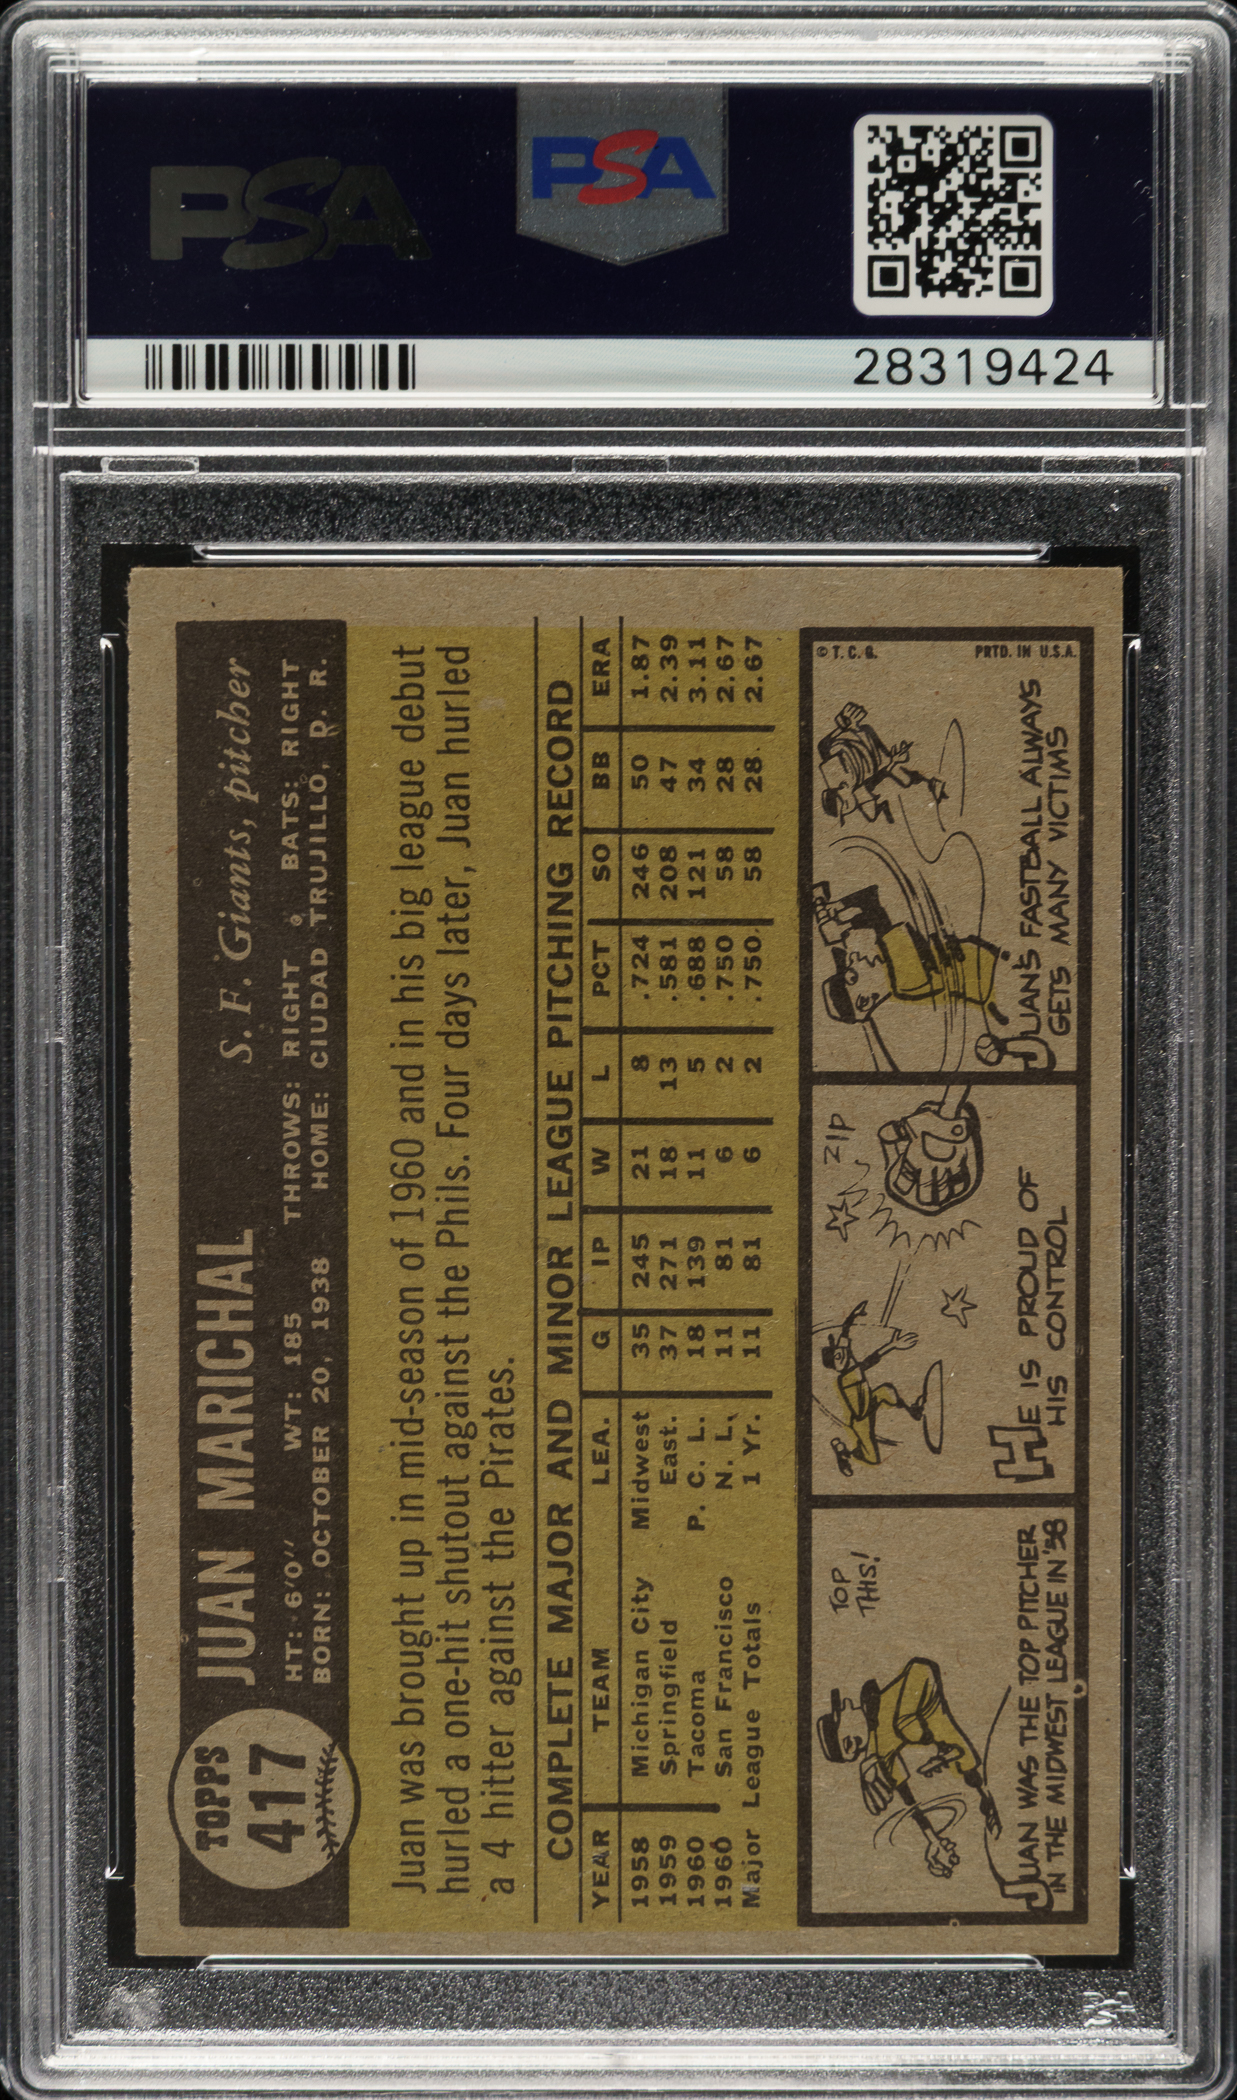 PSA
PSA
28319424
TOPPS
417
JUAN MARICHAL S. F. Giants, pitcher
HT: 6'0" WT: 185 THROWS: RIGHT BATS: RIGHT
BORN: OCTOBER 20, 1938 HOME: CIUDAD TRUJILLO, D. R.
Juan was brought up in mid-season of 1960 and in his big league debut
hurled a one-hit shutout against the Phils. Four days later, Juan hurled
a 4 hitter against the Pirates.
COMPLETE MAJOR AND MINOR LEAGUE PITCHING RECORD
YEAR TEAM LEA. G IP W L PCT SO BB ERA
1958 Michigan City Midwest 35 245 21 8 .724 246 50 1.87
1959 Springfield East. 37 271 18 13 .581 208 47 2.39
1960 Tacoma P. C. L. 18 139 11 5 .688 121 34 3.11
1960 San Francisco N. L. 11 81 6 2 .750 58 28 2.67
Major League Totals 1 Yr. 11 81 6 2 .750 58 28 2.67
TOP
THIS!
JUAN WAS THE TOP PITCHER
IN THE MIDWEST LEAGUE IN '58
ZIP
HE IS PROUD OF
HIS CONTROL
© T. C. G. PRTD. IN U.S.A.
JUAN'S FASTBALL ALWAYS
GETS MANY VICTIMS
PSA